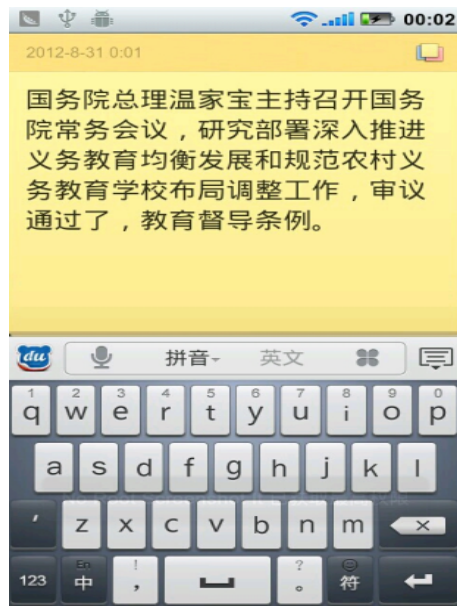 00:02
2012-8-31 0:01
国务院总理温家宝主持召开国务
院常务会议，研究部署深入推进
义务教育均衡发展和规范农村义
务教育学校布局调整工作，审议
通过了，教育督导条例。
du 拼音 英文
1 2 3 4 5 6 7 8 9 0
q w e r t y u i o p
a s d f g h j k l
' z x c v b n m
123 En 中 ! , ? 。 符